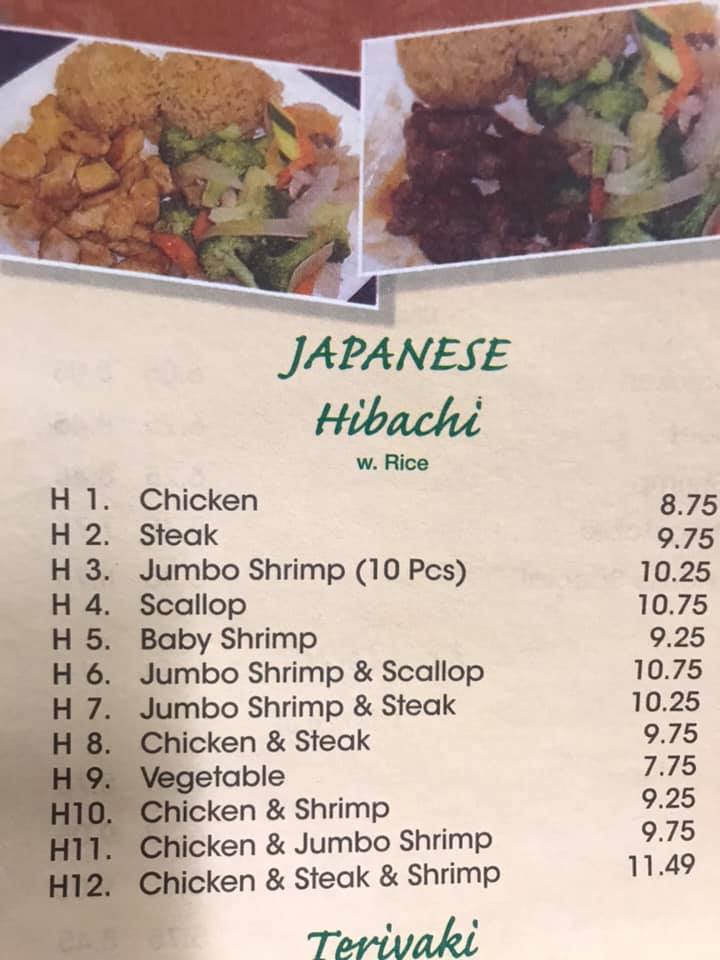 JAPANESE
Hibachi
w. Rice
H 1. Chicken 8.75
H 2. Steak 9.75
H 3. Jumbo Shrimp (10 Pcs) 10.25
H 4. Scallop 10.75
H 5. Baby Shrimp 9.25
H 6. Jumbo Shrimp & Scallop 10.75
H 7. Jumbo Shrimp & Steak 10.25
H 8. Chicken & Steak 9.75
H 9. Vegetable 7.75
H10. Chicken & Shrimp 9.25
H11. Chicken & Jumbo Shrimp 9.75
H12. Chicken & Steak & Shrimp 11.49
Teriyaki